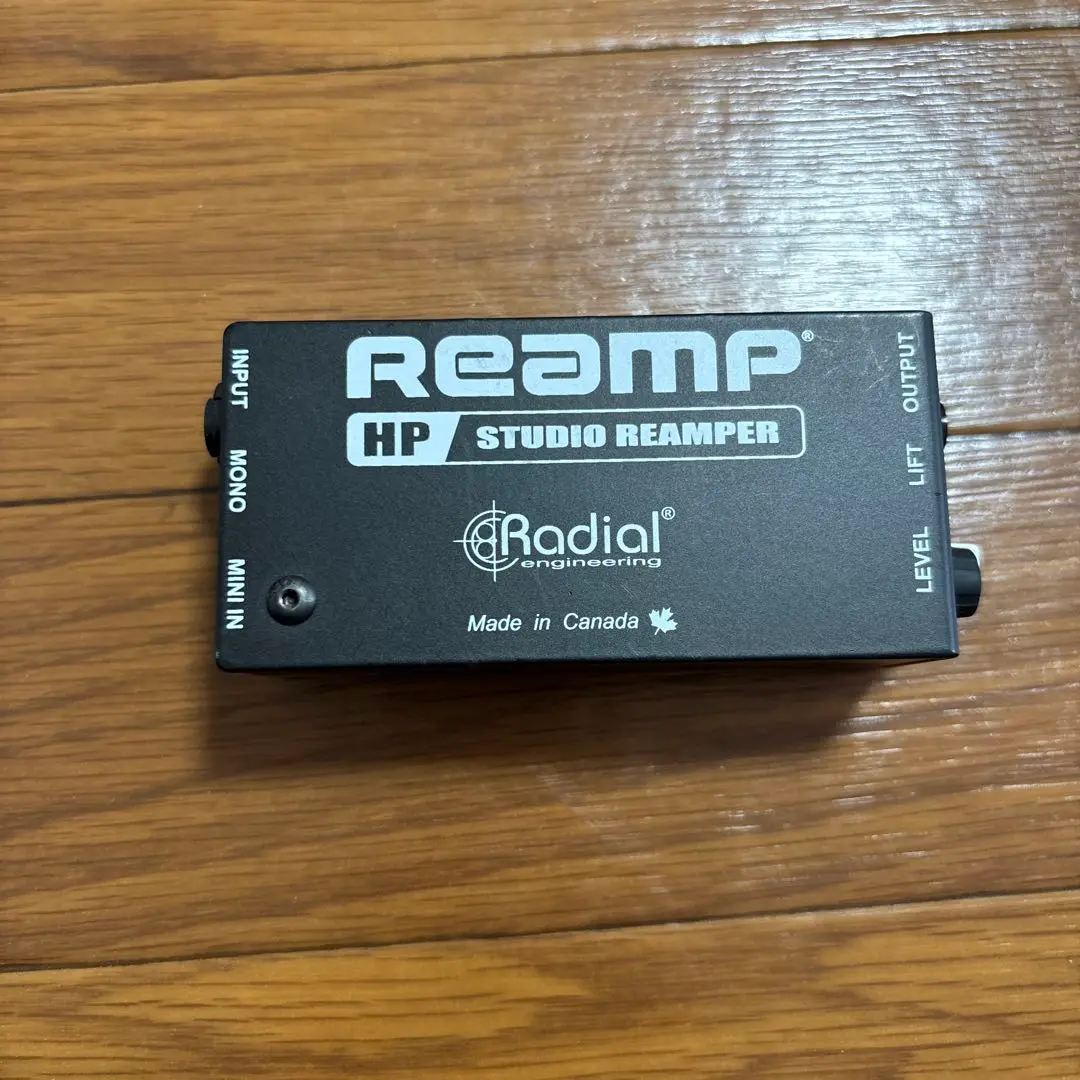 REAMP®
HP STUDIO REAMPER
Radial®
engineering
Made in Canada
INPUT MONO MINI IN
OUTPUT
LIFT
LEVEL